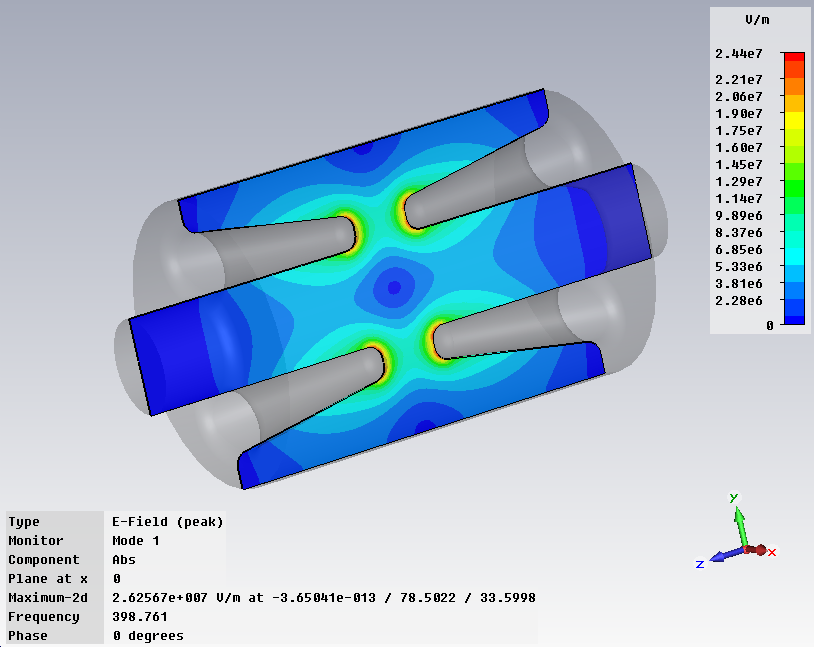 V/m
2.44e7
2.21e7
2.06e7
1.90e7
1.75e7
1.60e7
1.45e7
1.29e7
1.14e7
9.89e6
8.37e6
6.85e6
5.33e6
3.81e6
2.28e6
0
y
x
z
Type E-Field (peak)
Monitor Mode 1
Component Abs
Plane at x 0
Maximum-2d 2.62567e+007 V/m at -3.65041e-013 / 78.5022 / 33.5998
Frequency 398.761
Phase 0 degrees